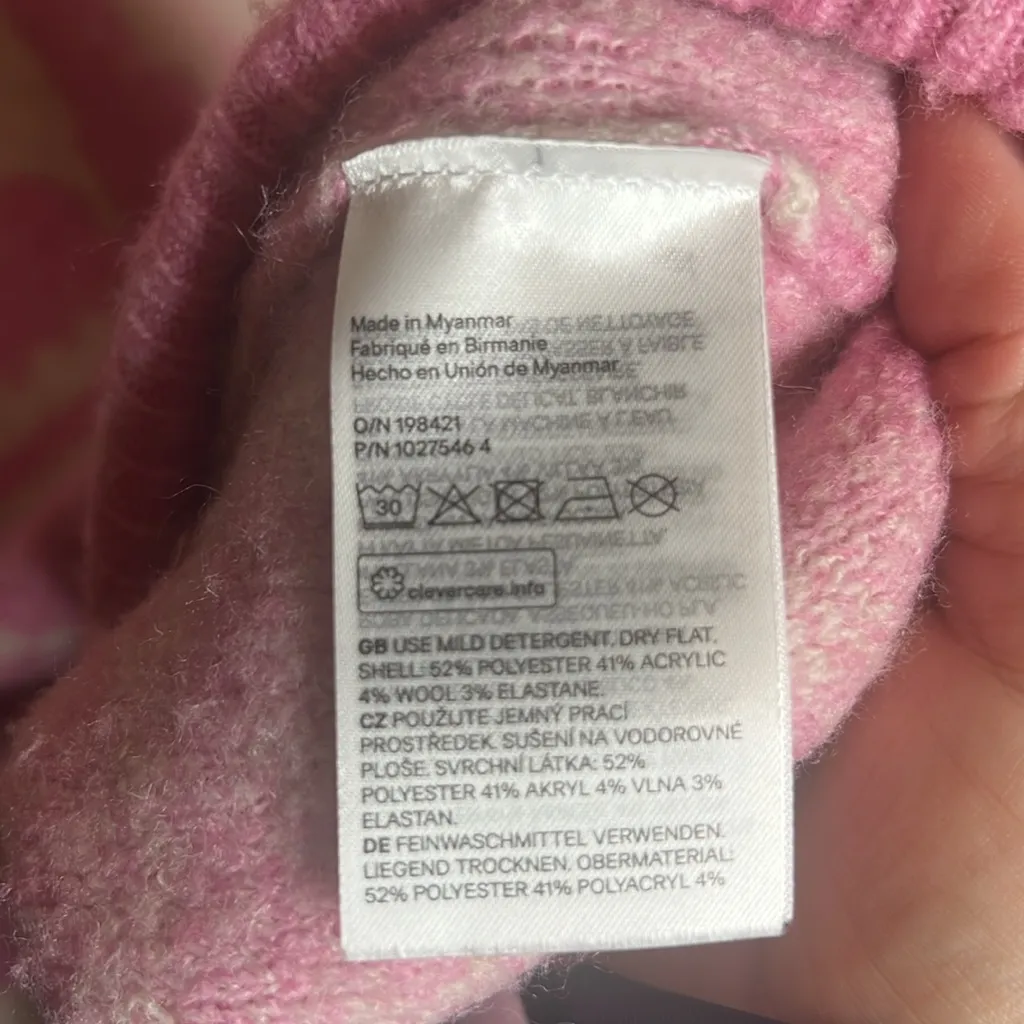 Made in Myanmar
Fabriqué en Birmanie
Hecho en Unión de Myanmar
O/N 198421
P/N 1027546 4
30
clevercare.info
GB USE MILD DETERGENT. DRY FLAT.
SHELL: 52% POLYESTER 41% ACRYLIC
4% WOOL 3% ELASTANE.
CZ POUŽIJTE JEMNÝ PRACÍ
PROSTŘEDEK. SUŠENÍ NA VODOROVNÉ
PLOŠE. SVRCHNÍ LÁTKA: 52%
POLYESTER 41% AKRYL 4% VLNA 3%
ELASTAN.
DE FEINWASCHMITTEL VERWENDEN.
LIEGEND TROCKNEN. OBERMATERIAL:
52% POLYESTER 41% POLYACRYL 4%